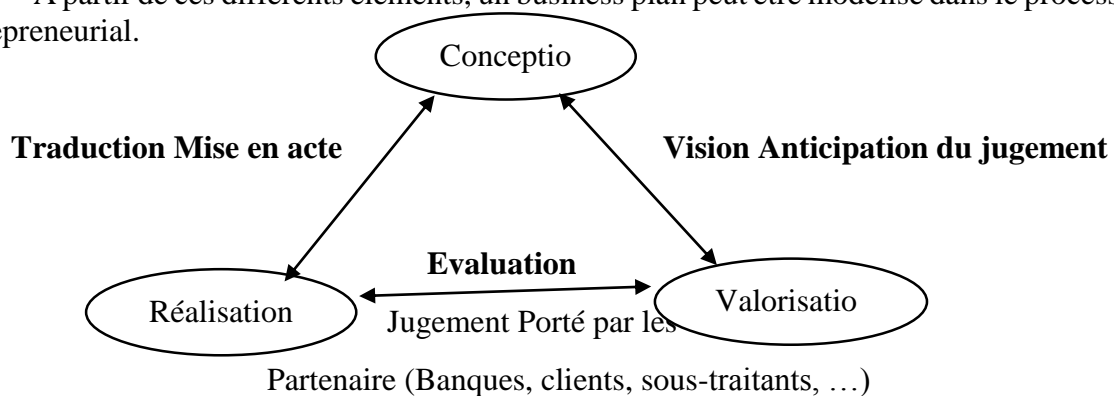 A partir de ces différents éléments, un business plan peut être modélisé dans le process
epreneurial.
Conceptio
Traduction Mise en acte
Vision Anticipation du jugement
Evaluation
Réalisation
Valorisatio
Jugement Porté par les
Partenaire (Banques, clients, sous-traitants, …)